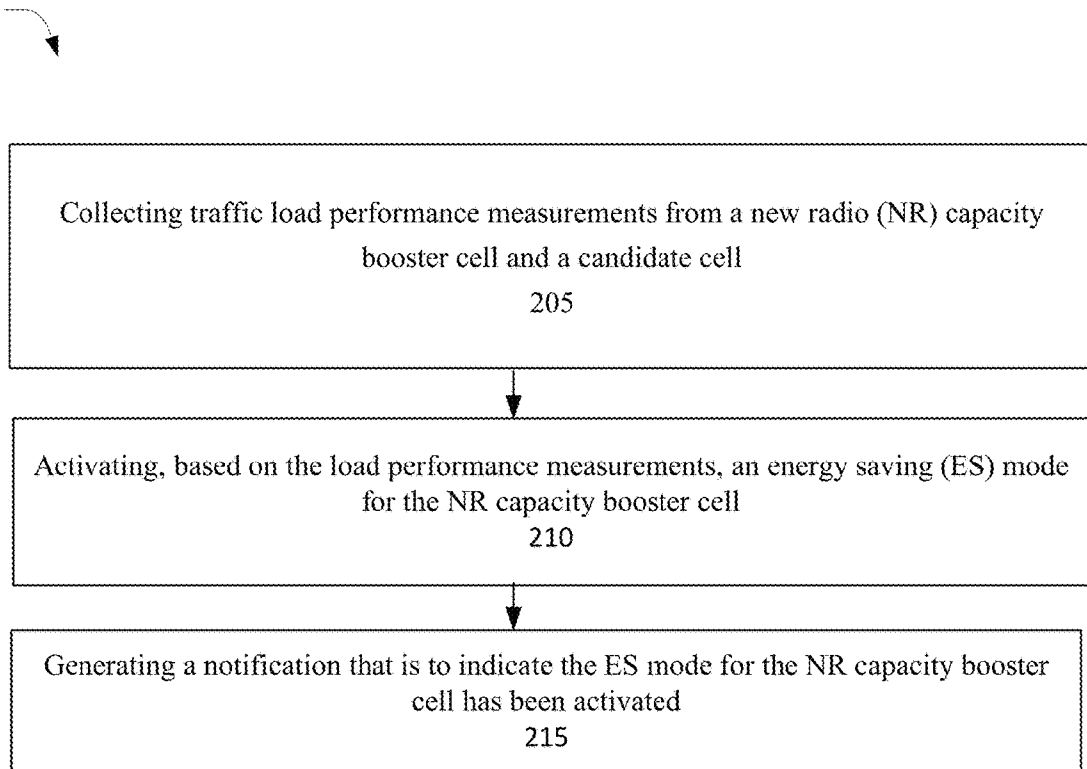 Collecting traffic load performance measurements from a new radio (NR) capacity
booster cell and a candidate cell
205
Activating, based on the load performance measurements, an energy saving (ES) mode
for the NR capacity booster cell
210
Generating a notification that is to indicate the ES mode for the NR capacity booster
cell has been activated
215